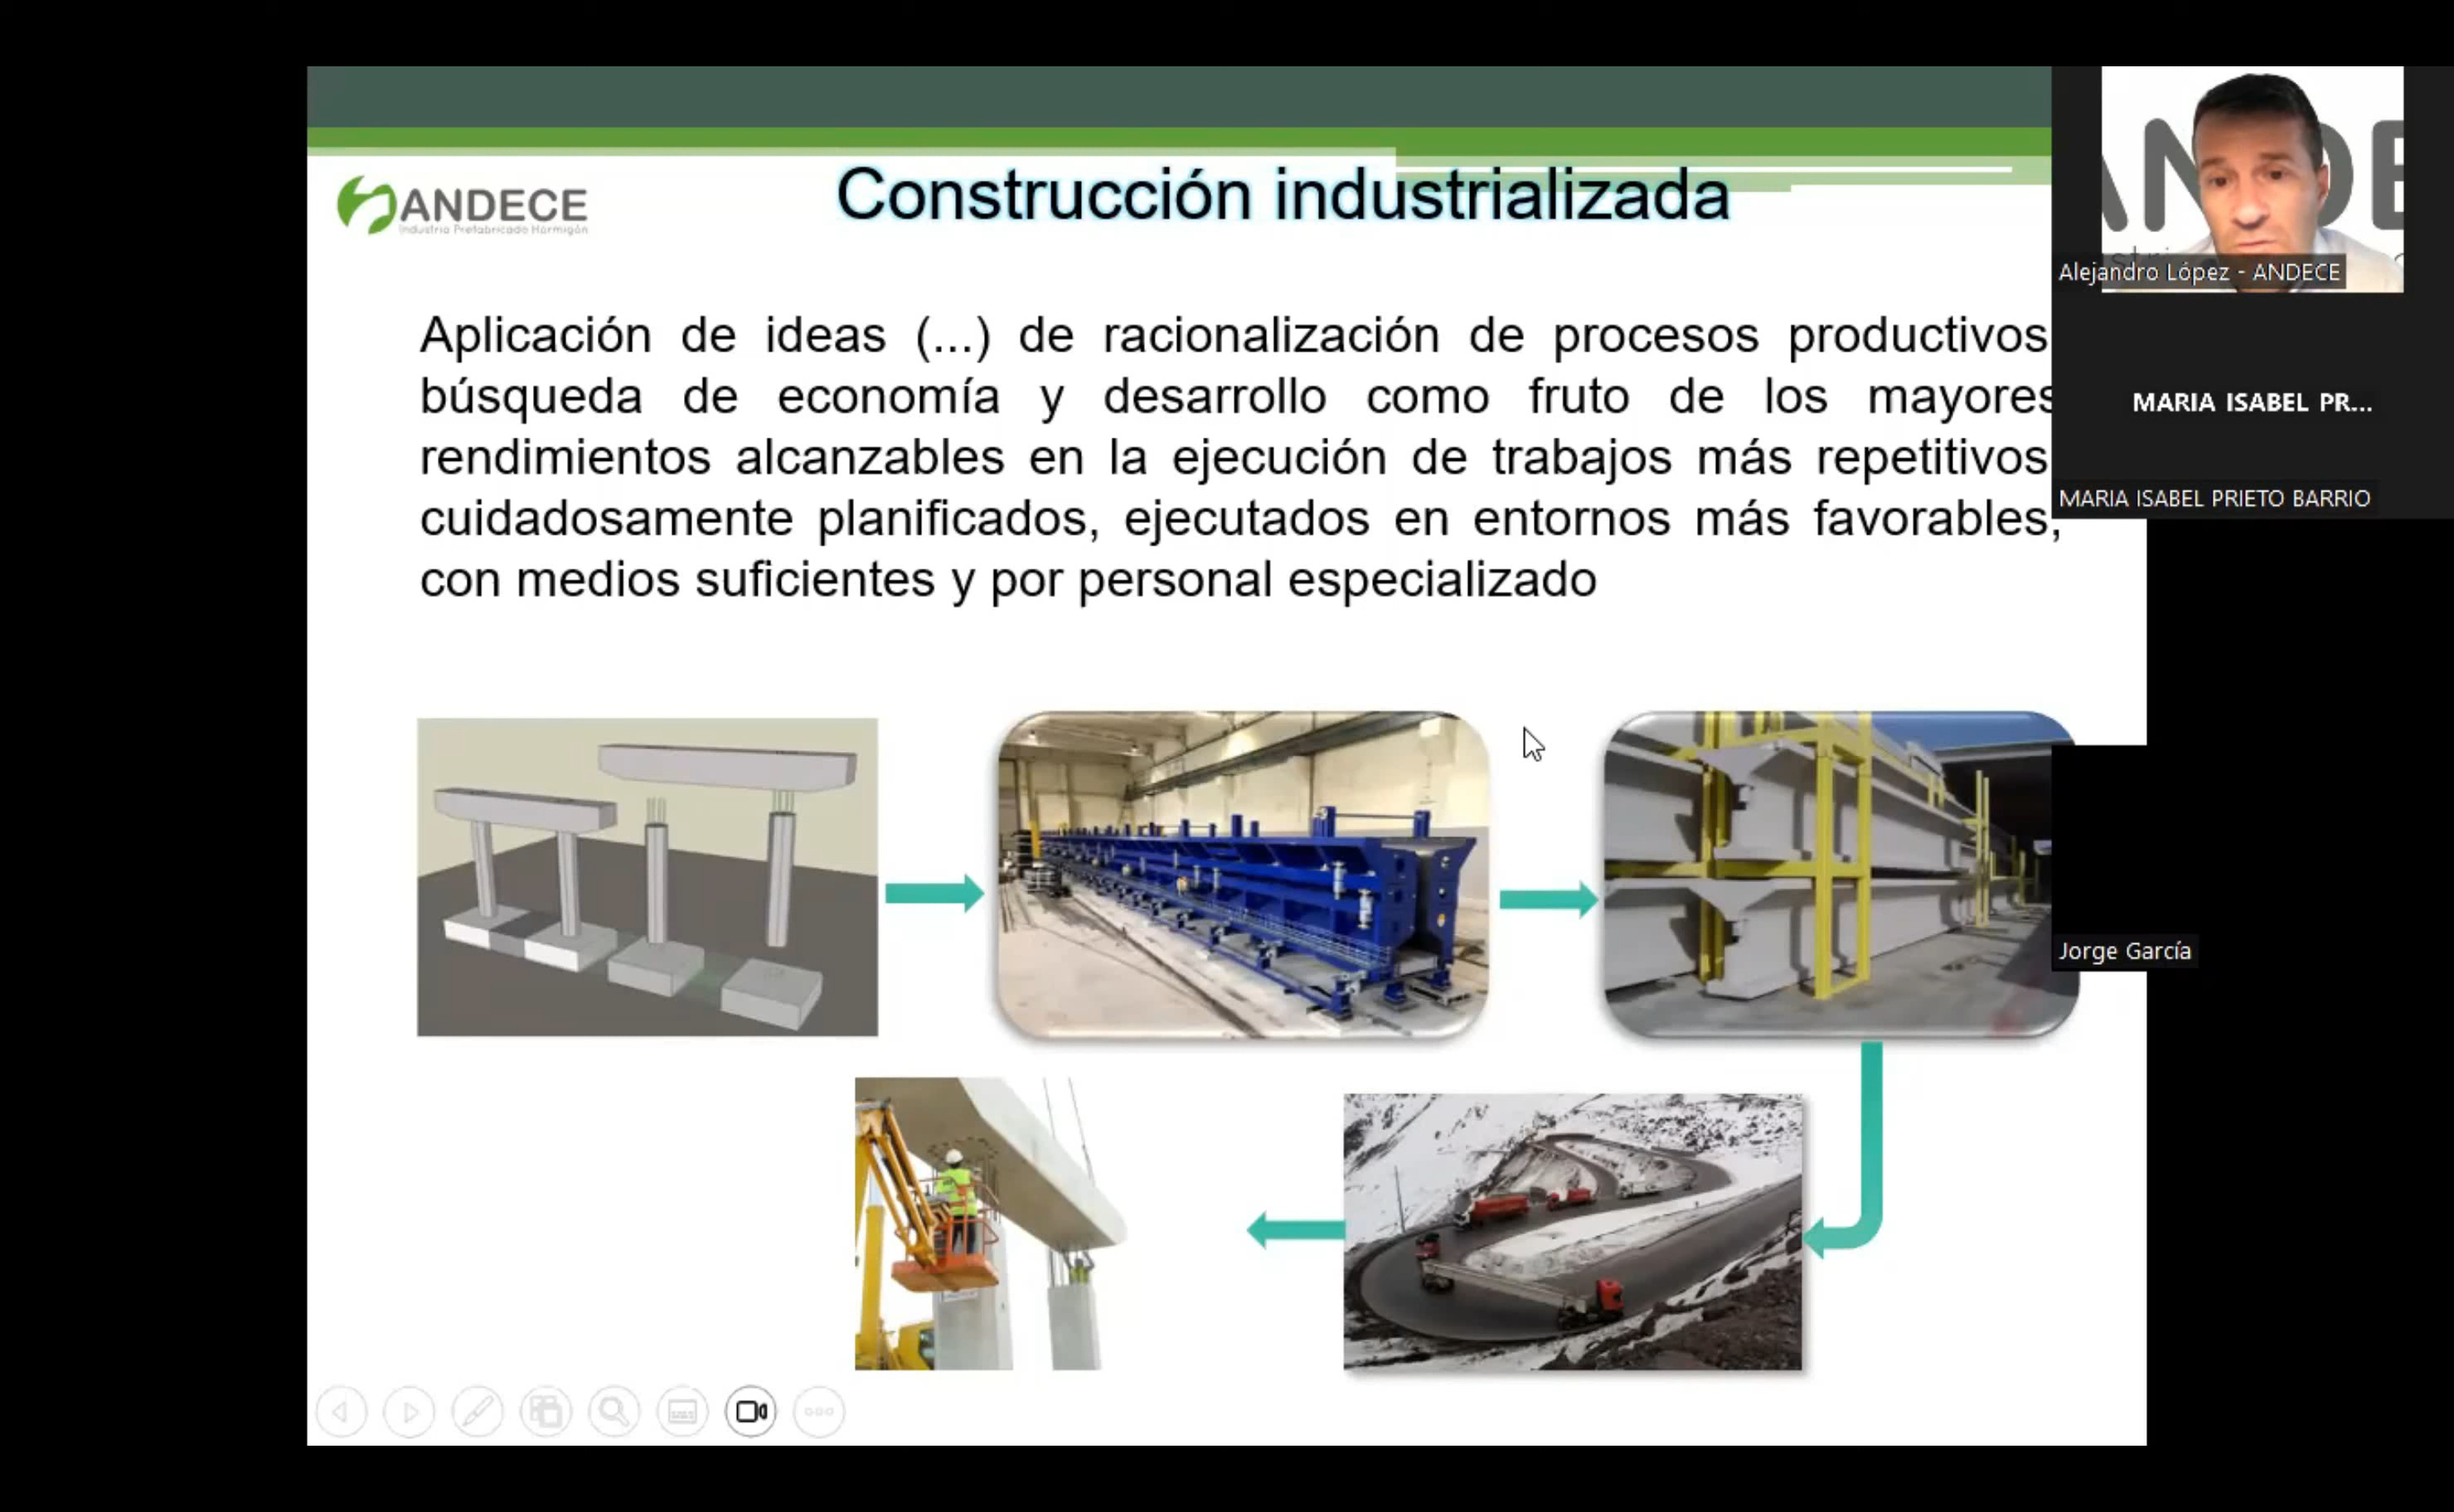 ANDECE
Industria Prefabricado Hormigón
Construcción industrializada
Aplicación de ideas (...) de racionalización de procesos productivos
búsqueda de economía y desarrollo como fruto de los mayores
rendimientos alcanzables en la ejecución de trabajos más repetitivos
cuidadosamente planificados, ejecutados en entornos más favorables,
con medios suficientes y por personal especializado
ANDE
Alejandro López - ANDECE
MARIA ISABEL PR...
MARIA ISABEL PRIETO BARRIO
Jorge García